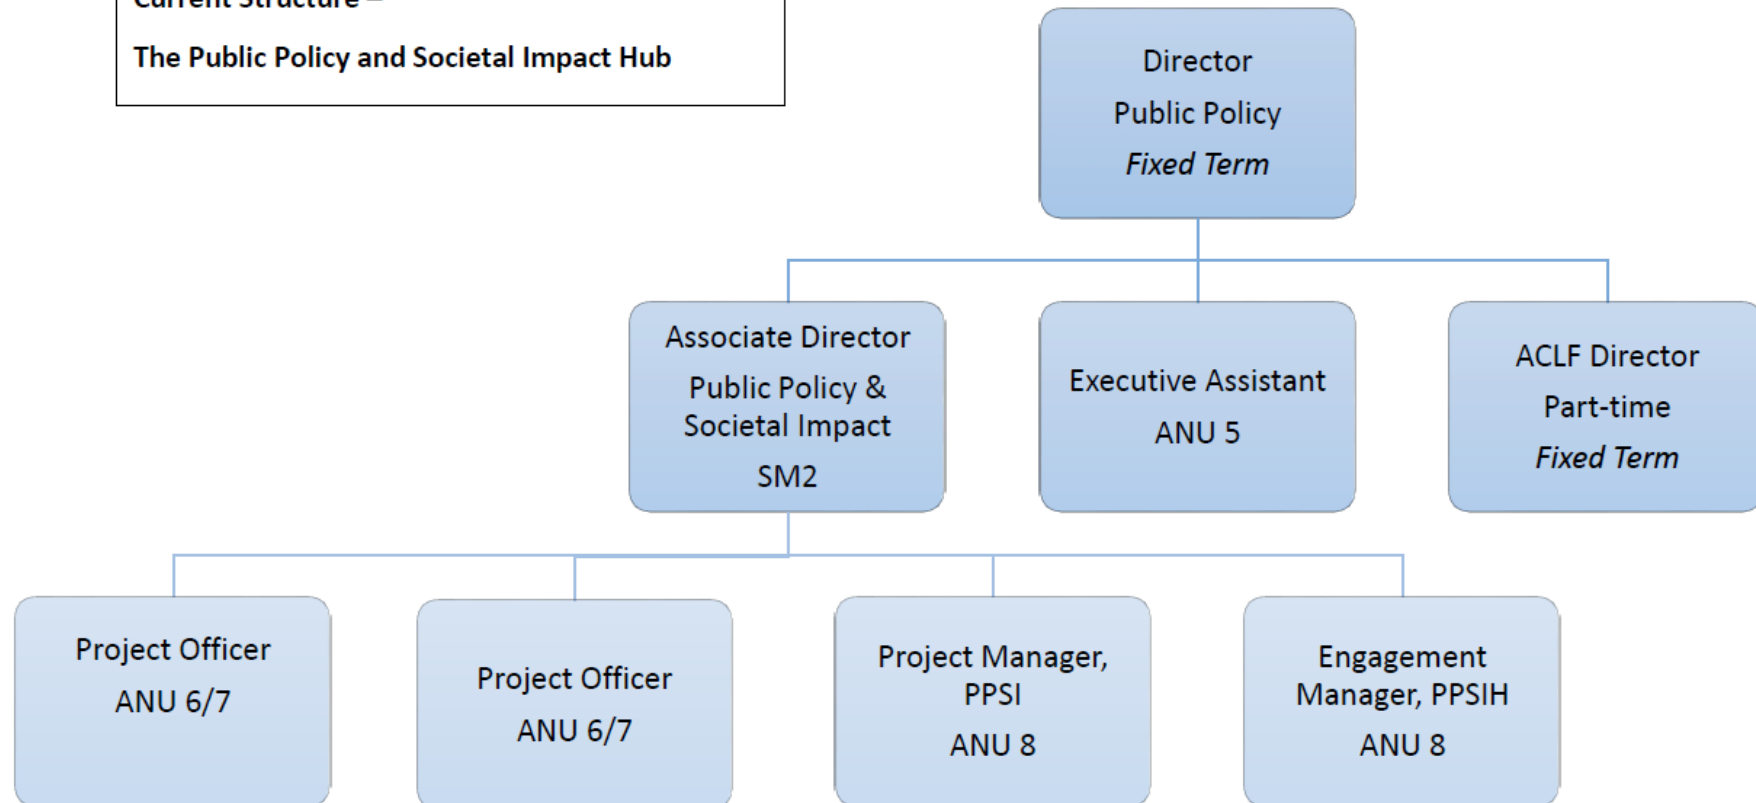 Current Structure –
The Public Policy and Societal Impact Hub
Director
Public Policy
Fixed Term
Associate Director
Public Policy &
Societal Impact
SM2
Executive Assistant
ANU 5
ACLF Director
Part-time
Fixed Term
Project Officer
ANU 6/7
Project Officer
ANU 6/7
Project Manager,
PPSI
ANU 8
Engagement
Manager, PPSIH
ANU 8